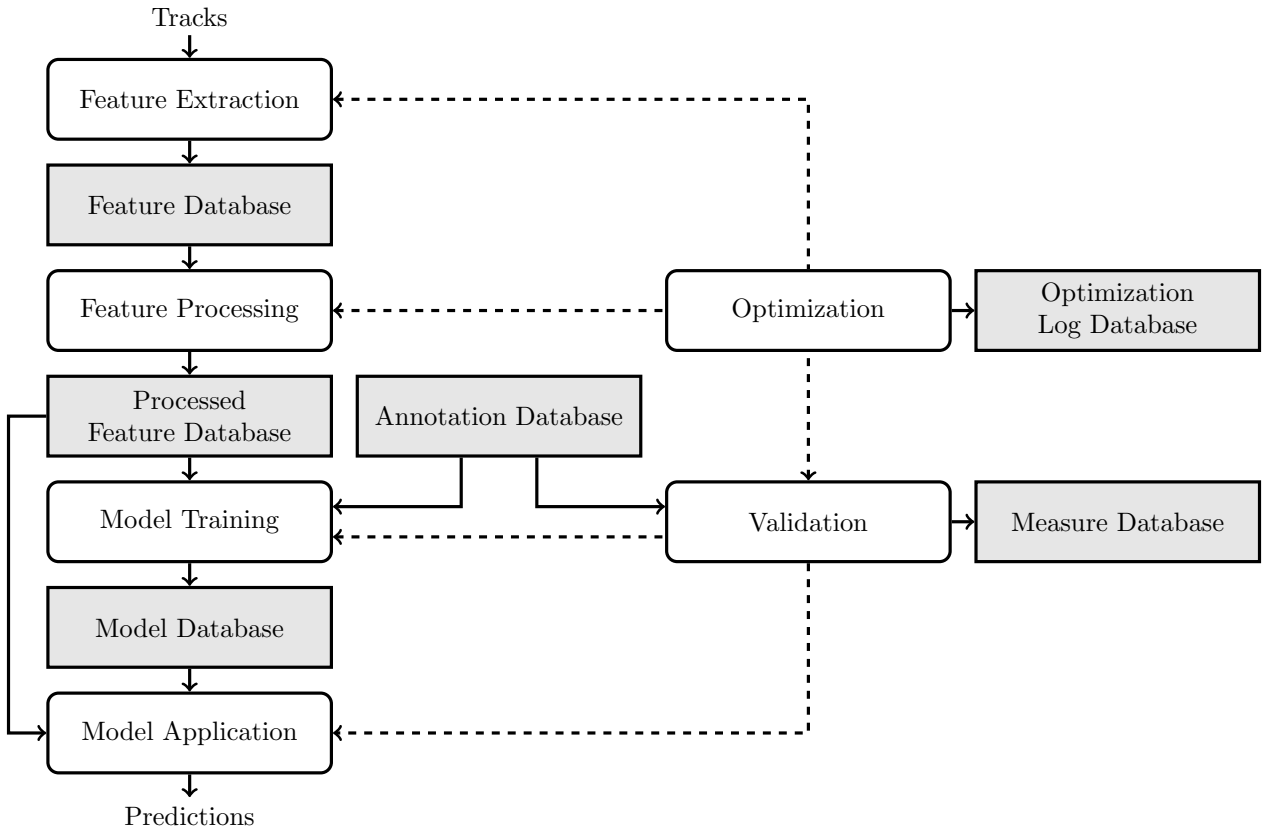 Tracks
Feature Extraction
Feature Database
Feature Processing
Optimization
Optimization
Log Database
Processed
Feature Database
Annotation Database
Model Training
Validation
Measure Database
Model Database
Model Application
Predictions